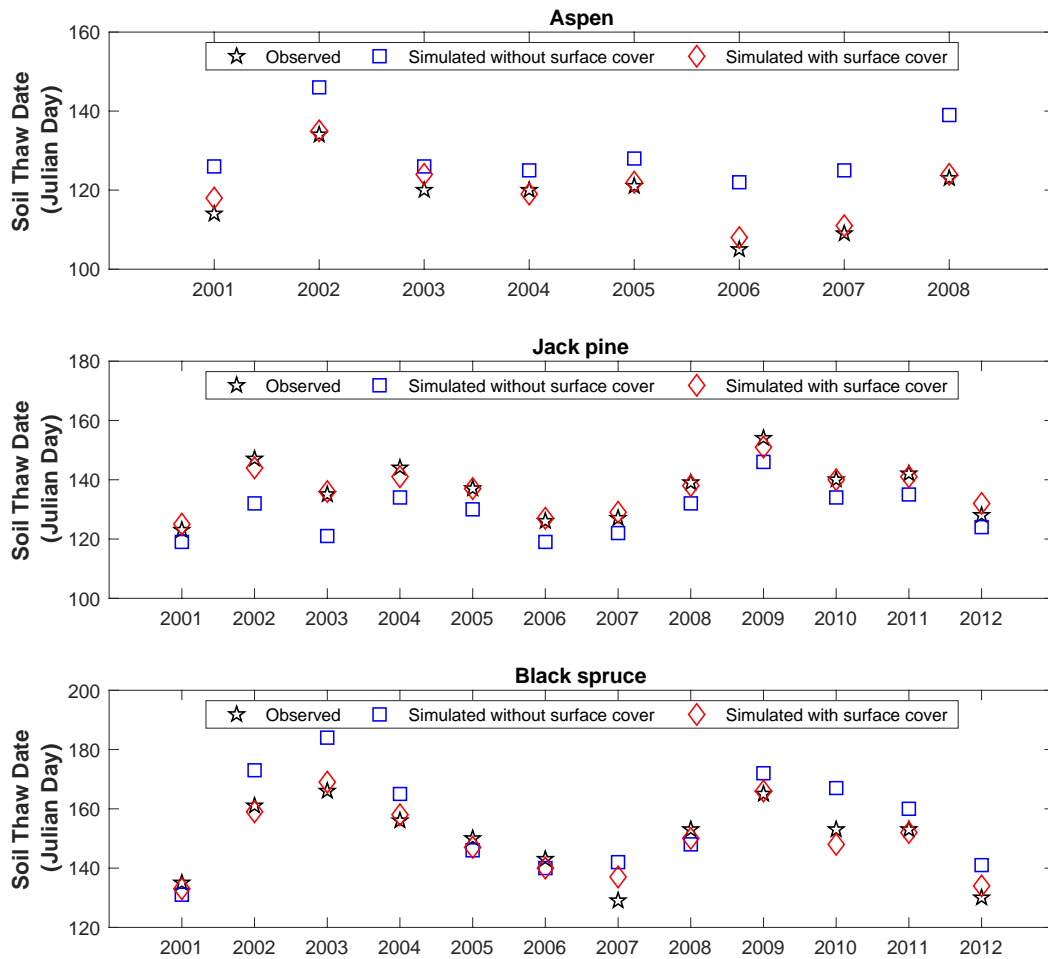 Aspen
Soil Thaw Date
(Julian Day)
160
140
120
100
Observed Simulated without surface cover Simulated with surface cover
2001 2002 2003 2004 2005 2006 2007 2008
Jack pine
Soil Thaw Date
(Julian Day)
180
160
140
120
100
Observed Simulated without surface cover Simulated with surface cover
2001 2002 2003 2004 2005 2006 2007 2008 2009 2010 2011 2012
Black spruce
Soil Thaw Date
(Julian Day)
200
180
160
140
120
Observed Simulated without surface cover Simulated with surface cover
2001 2002 2003 2004 2005 2006 2007 2008 2009 2010 2011 2012